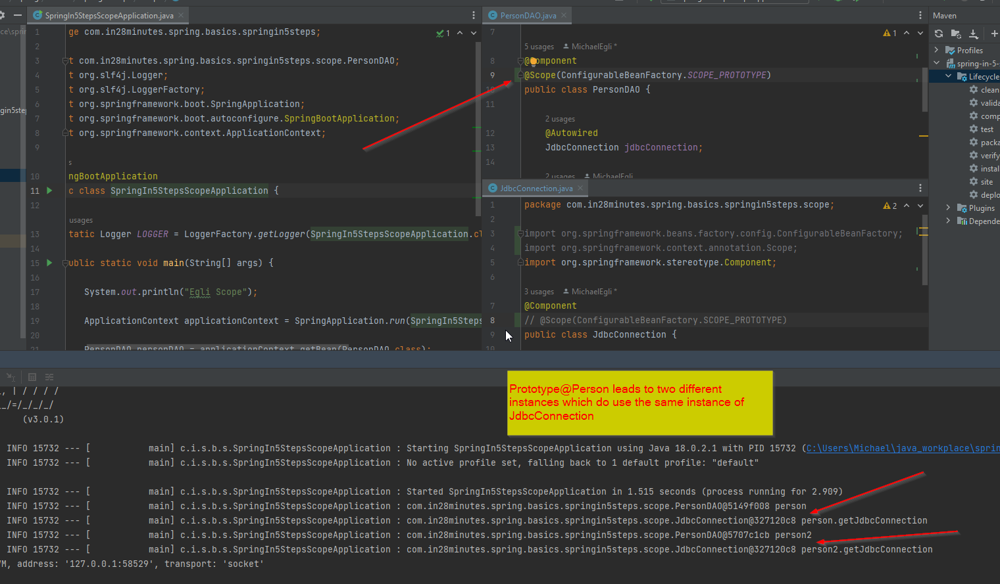 SpringIn5StepsScopeApplication.java
1 ge com.in28minutes.spring.basics.springin5steps;
1
2
3 t com.in28minutes.spring.basics.springin5steps.scope.PersonDAO;
4 t org.slf4j.Logger;
5 t org.slf4j.LoggerFactory;
6 t org.springframework.boot.SpringApplication;
7 t org.springframework.boot.autoconfigure.SpringBootApplication;
8 t org.springframework.context.ApplicationContext;
9
s
10 ngBootApplication
11 c class SpringIn5StepsScopeApplication {
12
usages
13 tatic Logger LOGGER = LoggerFactory.getLogger(SpringIn5StepsScopeApplication.cl
14
15 ublic static void main(String[] args) {
16
17 System.out.println("Egli Scope");
18
19 ApplicationContext applicationContext = SpringApplication.run(SpringIn5Steps
20
21 PersonDAO personDAO = applicationContext.getBean(PersonDAO.class);
PersonDAO.java
7
1
5 usages MichaelEgli *
8 @Component
9 @Scope(ConfigurableBeanFactory.SCOPE_PROTOTYPE)
10 public class PersonDAO {
11
2 usages
12 @Autowired
13 JdbcConnection jdbcConnection;
14
2 usages MichaelEgli
JdbcConnection.java
1 package com.in28minutes.spring.basics.springin5steps.scope;
2
2
3 import org.springframework.beans.factory.config.ConfigurableBeanFactory;
4 import org.springframework.context.annotation.Scope;
5 import org.springframework.stereotype.Component;
6
3 usages MichaelEgli *
7 @Component
8 // @Scope(ConfigurableBeanFactory.SCOPE_PROTOTYPE)
9 public class JdbcConnection {
10
Maven
Profiles
spring-in-5-
Lifecycle
clean
valida
comp
test
packa
verify
instal
site
deplo
Plugins
Depende
ce\sprin
gin5step
, | / / / /
_/=/_/_/_/
(v3.0.1)
Prototype@Person leads to two different
instances which do use the same instance of
JdbcConnection
INFO 15732 --- [ main] c.i.s.b.s.SpringIn5StepsScopeApplication : Starting SpringIn5StepsScopeApplication using Java 18.0.2.1 with PID 15732 (C:\Users\Michael\java_workplace\spring
INFO 15732 --- [ main] c.i.s.b.s.SpringIn5StepsScopeApplication : No active profile set, falling back to 1 default profile: "default"
INFO 15732 --- [ main] c.i.s.b.s.SpringIn5StepsScopeApplication : Started SpringIn5StepsScopeApplication in 1.515 seconds (process running for 2.909)
INFO 15732 --- [ main] c.i.s.b.s.SpringIn5StepsScopeApplication : com.in28minutes.spring.basics.springin5steps.scope.PersonDAO@5149f008 person
INFO 15732 --- [ main] c.i.s.b.s.SpringIn5StepsScopeApplication : com.in28minutes.spring.basics.springin5steps.scope.JdbcConnection@327120c8 person.getJdbcConnection
INFO 15732 --- [ main] c.i.s.b.s.SpringIn5StepsScopeApplication : com.in28minutes.spring.basics.springin5steps.scope.PersonDAO@5707c1cb person2
INFO 15732 --- [ main] c.i.s.b.s.SpringIn5StepsScopeApplication : com.in28minutes.spring.basics.springin5steps.scope.JdbcConnection@327120c8 person2.getJdbcConnection
VM, address: '127.0.0.1:58529', transport: 'socket'